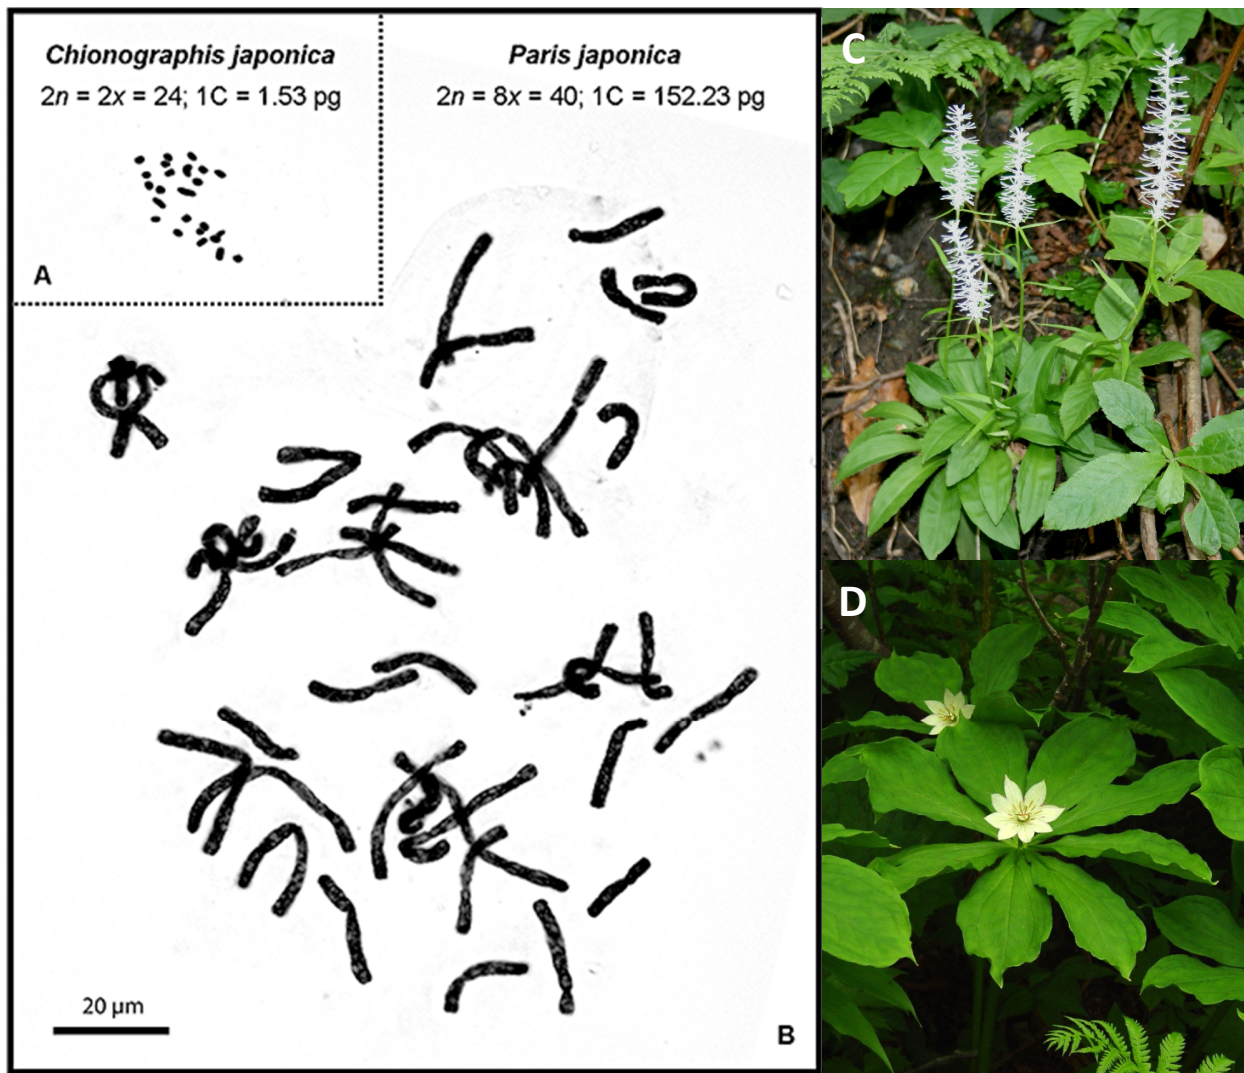 Chionographis japonica
2n = 2x = 24; 1C = 1.53 pg
A
Paris japonica
2n = 8x = 40; 1C = 152.23 pg
20 µm
B
C
D